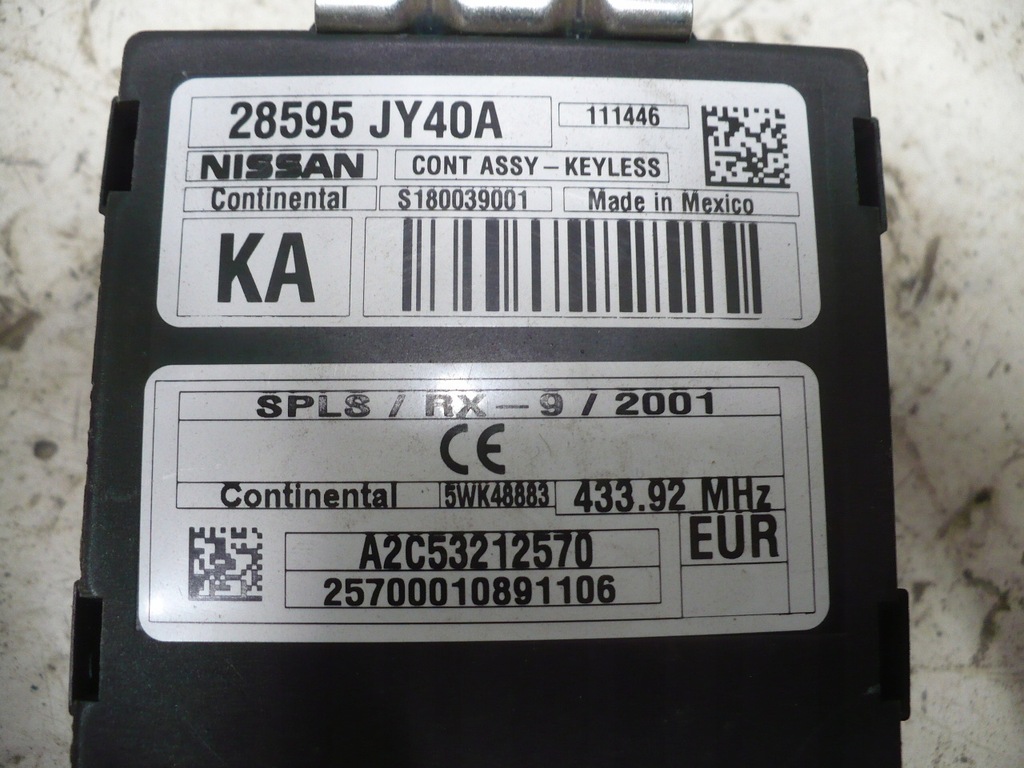 28595 JY40A 111446
NISSAN CONT ASSY-KEYLESS
Continental S180039001 Made in Mexico
KA
SPLS / RX-9 / 2001
CE
Continental 5WK48883 433.92 MHz
EUR
A2C53212570
25700010891106